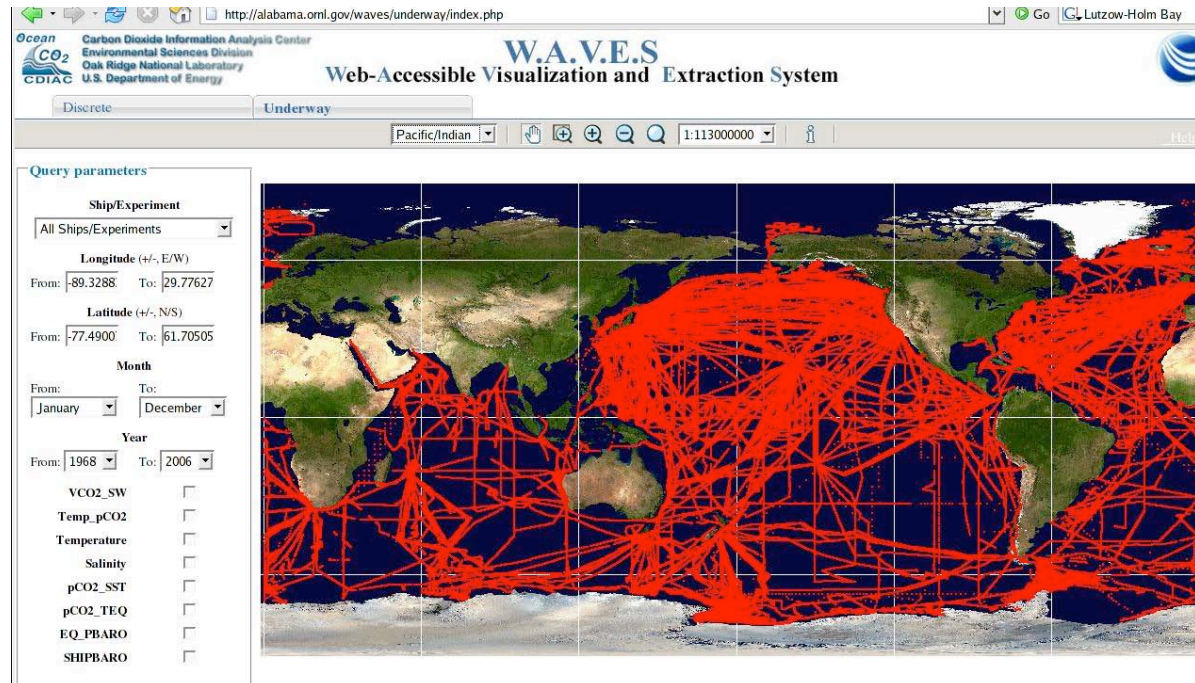 http://alabama.ornl.gov/waves/underway/index.php
Go
Lutzow-Holm Bay
Ocean
CO2
CDIAC
Carbon Dioxide Information Analysis Center
Environmental Sciences Division
Oak Ridge National Laboratory
U.S. Department of Energy
W.A.V.E.S
Web-Accessible Visualization and Extraction System
Discrete
Underway
Pacific/Indian
1:113000000
Help
Query parameters
Ship/Experiment
All Ships/Experiments
Longitude (+/-, E/W)
From: -89.3288 To: 29.77627
Latitude (+/-, N/S)
From: -77.4900 To: 61.70505
Month
From: To:
January December
Year
From: 1968 To: 2006
VCO2_SW
Temp_pCO2
Temperature
Salinity
pCO2_SST
pCO2_TEQ
EQ_PBARO
SHIPBARO